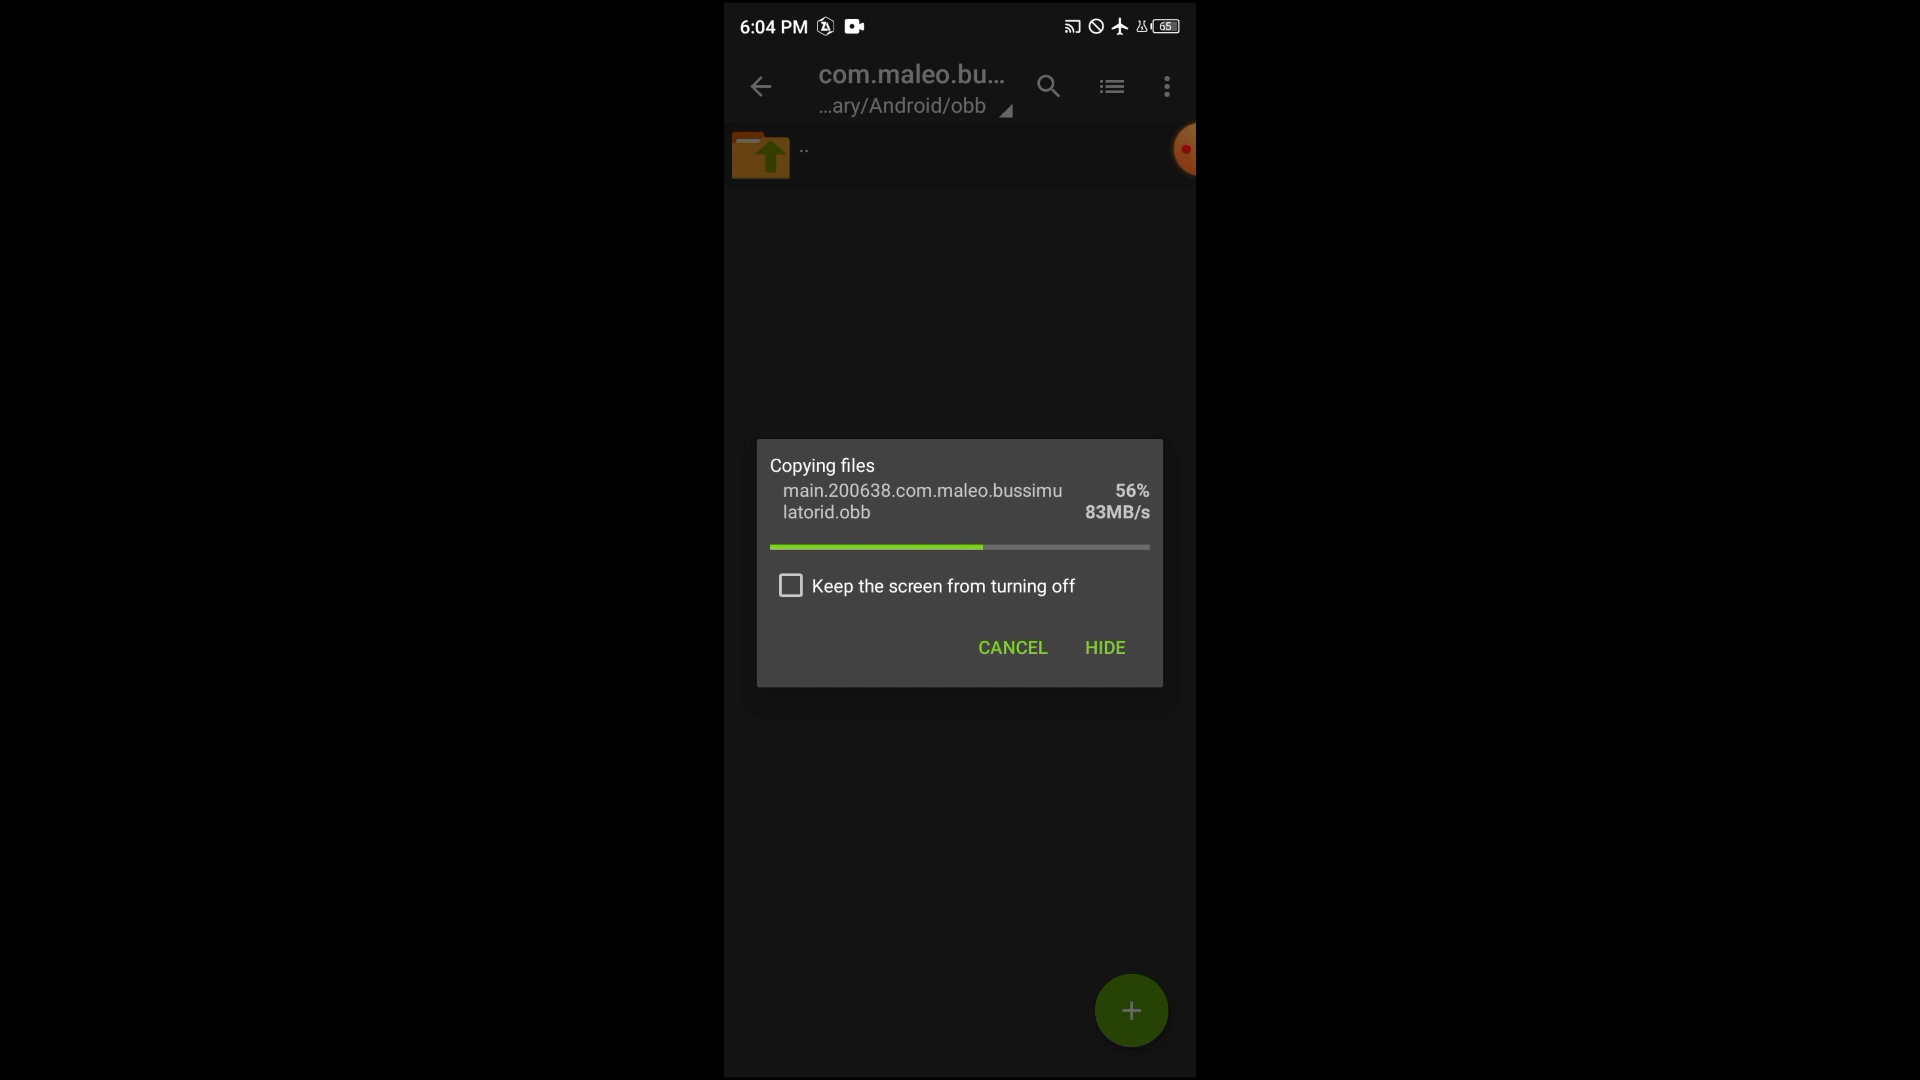 6:04 PM
65
com.maleo.bu...
...ary/Android/obb
..
Copying files
main.200638.com.maleo.bussimu
latorid.obb
56%
83MB/s
Keep the screen from turning off
CANCEL
HIDE